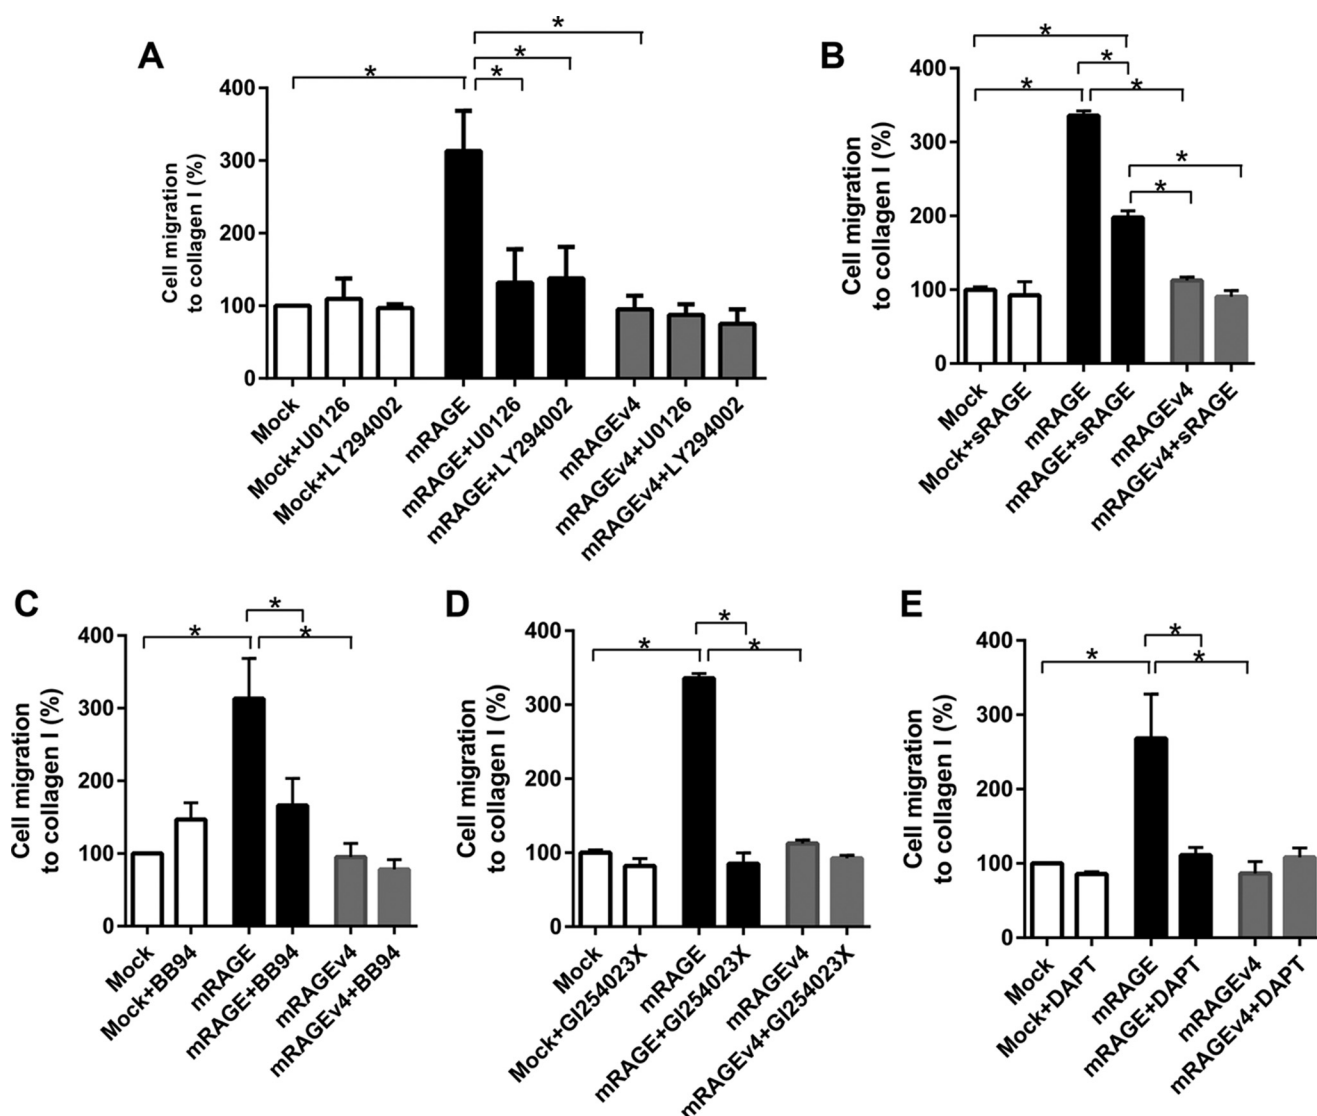 A
* * * *
Cell migration
to collagen I (%)
400
300
200
100
0
Mock
Mock+U0126
Mock+LY294002
mRAGE
mRAGE+U0126
mRAGE+LY294002
mRAGEv4
mRAGEv4+U0126
mRAGEv4+LY294002
B
* * * * * *
Cell migration
to collagen I (%)
400
300
200
100
0
Mock
Mock+sRAGE
mRAGE
mRAGE+sRAGE
mRAGEv4
mRAGEv4+sRAGE
C
* * *
Cell migration
to collagen I (%)
400
300
200
100
0
Mock
Mock+BB94
mRAGE
mRAGE+BB94
mRAGEv4
mRAGEv4+BB94
D
* * *
Cell migration
to collagen I (%)
400
300
200
100
0
Mock
Mock+GI254023X
mRAGE
mRAGE+GI254023X
mRAGEv4
mRAGEv4+GI254023X
E
* * *
Cell migration
to collagen I (%)
400
300
200
100
0
Mock
Mock+DAPT
mRAGE
mRAGE+DAPT
mRAGEv4
mRAGEv4+DAPT